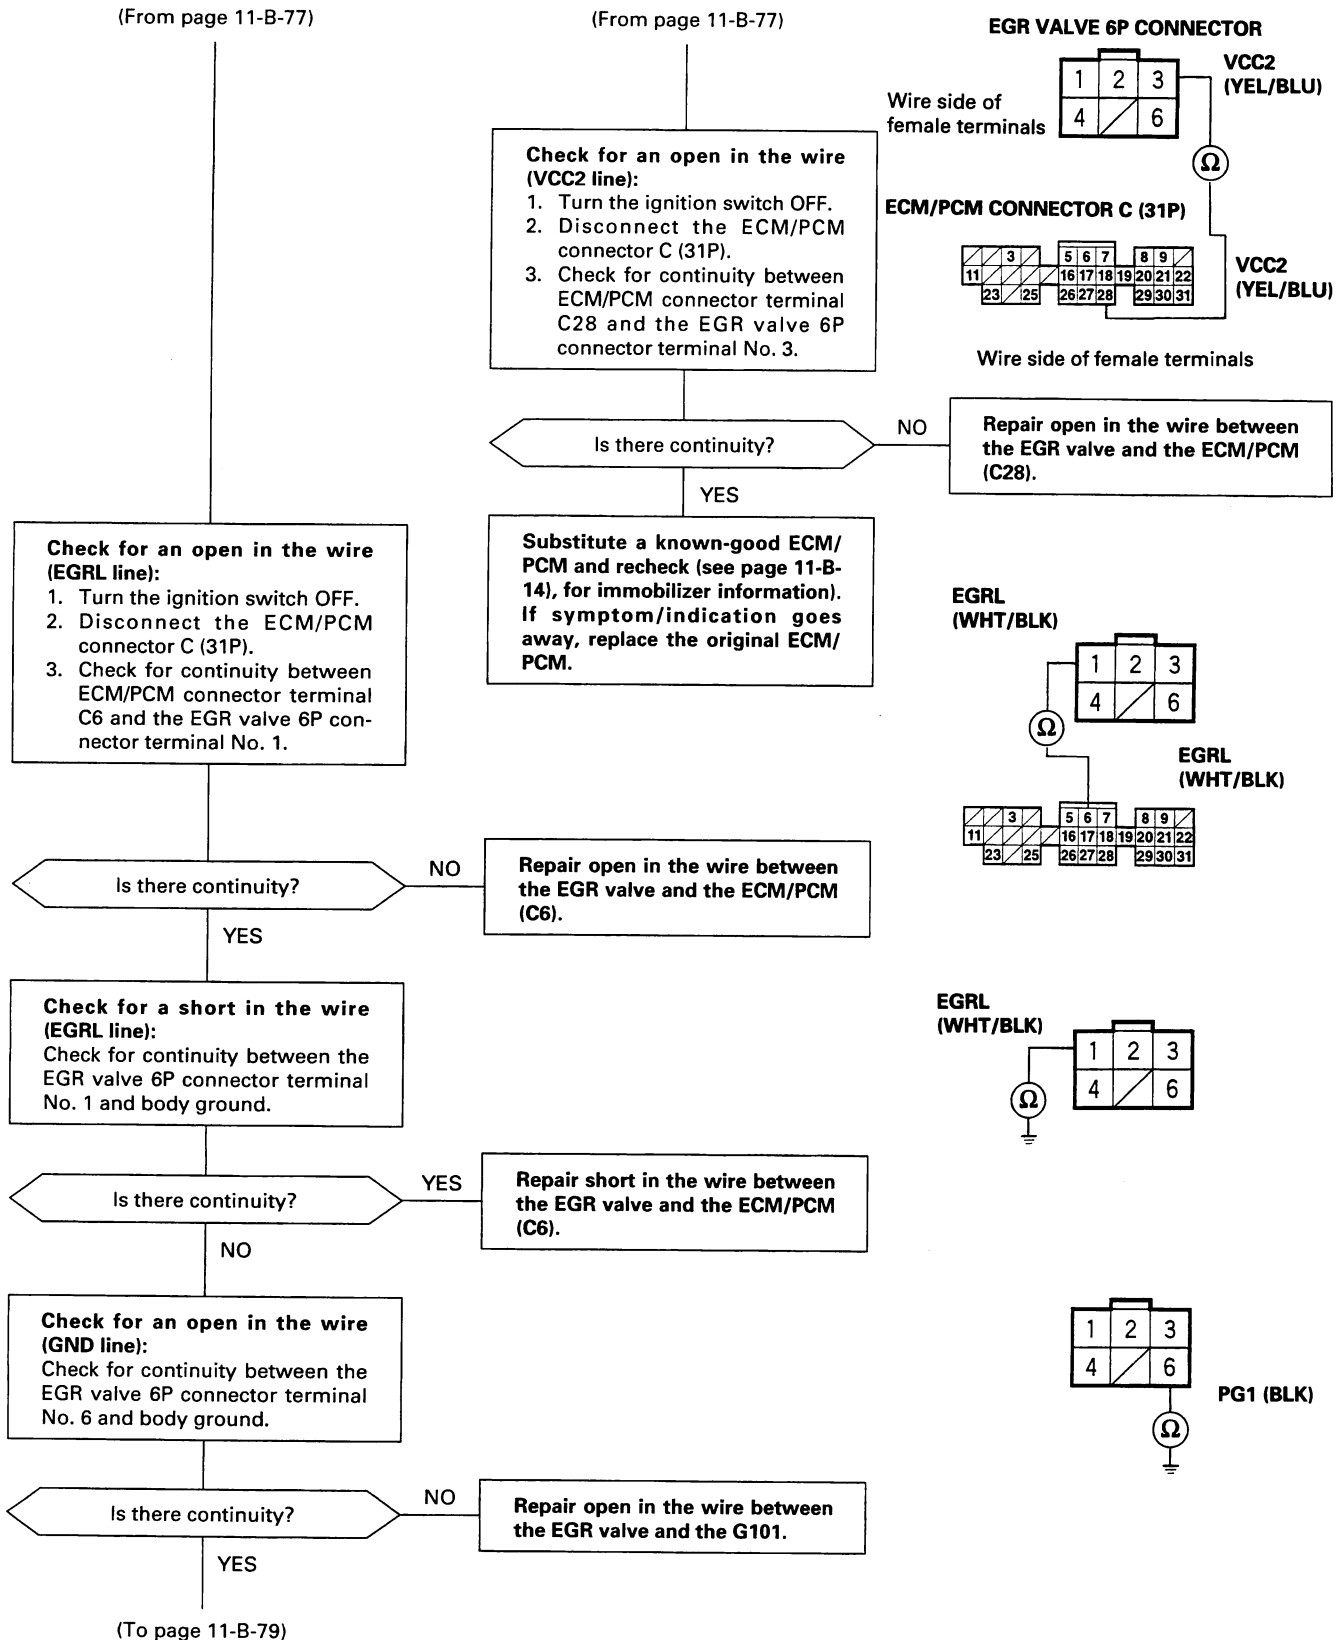 (From page 11-B-77)
(From page 11-B-77)
EGR VALVE 6P CONNECTOR
VCC2
(YEL/BLU)
1 2 3
4 6
Wire side of
female terminals
Ω
Check for an open in the wire
(VCC2 line):
1. Turn the ignition switch OFF.
2. Disconnect the ECM/PCM
connector C (31P).
3. Check for continuity between
ECM/PCM connector terminal
C28 and the EGR valve 6P
connector terminal No. 3.
ECM/PCM CONNECTOR C (31P)
3 5 6 7 8 9
11 16 17 18 19 20 21 22
23 25 26 27 28 29 30 31
VCC2
(YEL/BLU)
Wire side of female terminals
Is there continuity?
NO
Repair open in the wire between
the EGR valve and the ECM/PCM
(C28).
YES
Substitute a known-good ECM/
PCM and recheck (see page 11-B-
14), for immobilizer information).
If symptom/indication goes
away, replace the original ECM/
PCM.
Check for an open in the wire
(EGRL line):
1. Turn the ignition switch OFF.
2. Disconnect the ECM/PCM
connector C (31P).
3. Check for continuity between
ECM/PCM connector terminal
C6 and the EGR valve 6P con-
nector terminal No. 1.
EGRL
(WHT/BLK)
1 2 3
4 6
Ω
EGRL
(WHT/BLK)
3 5 6 7 8 9
11 16 17 18 19 20 21 22
23 25 26 27 28 29 30 31
Is there continuity?
NO
Repair open in the wire between
the EGR valve and the ECM/PCM
(C6).
YES
Check for a short in the wire
(EGRL line):
Check for continuity between the
EGR valve 6P connector terminal
No. 1 and body ground.
EGRL
(WHT/BLK)
1 2 3
4 6
Ω
Is there continuity?
YES
Repair short in the wire between
the EGR valve and the ECM/PCM
(C6).
NO
Check for an open in the wire
(GND line):
Check for continuity between the
EGR valve 6P connector terminal
No. 6 and body ground.
1 2 3
4 6
PG1 (BLK)
Ω
Is there continuity?
NO
Repair open in the wire between
the EGR valve and the G101.
YES
(To page 11-B-79)